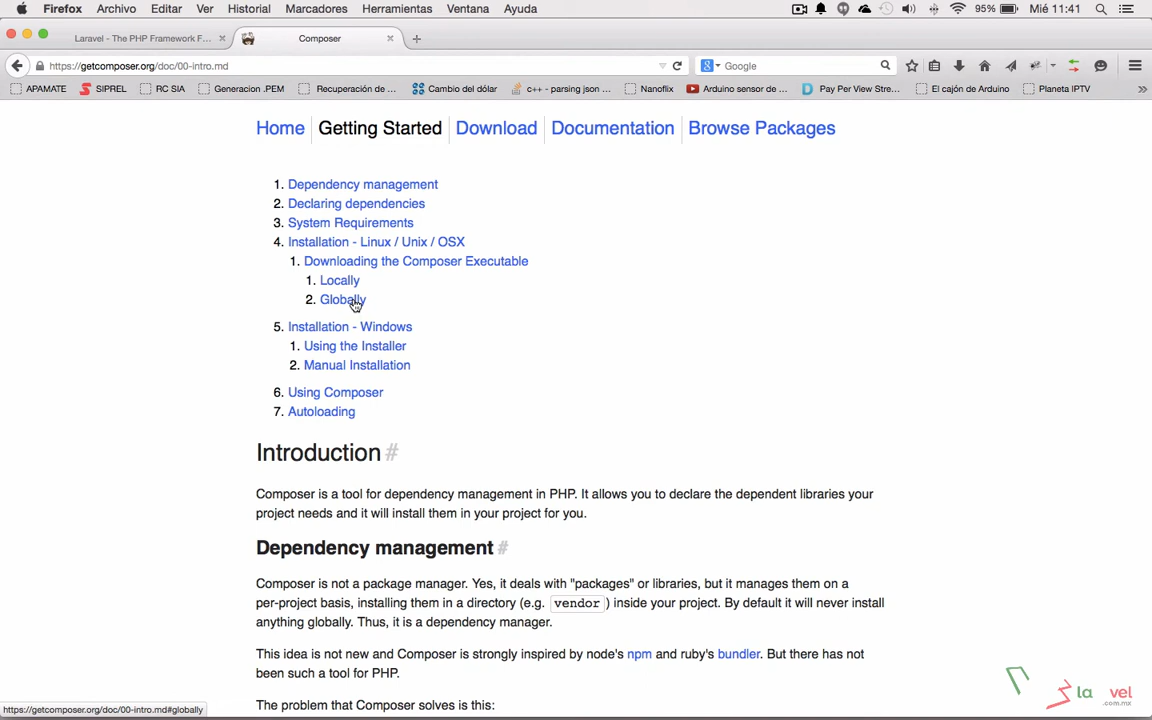 Firefox Archivo Editar Ver Historial Marcadores Herramientas Ventana Ayuda 95% Mié 11:41
Laravel - The PHP Framework F... Composer
https://getcomposer.org/doc/00-intro.md Google
APAMATE SIPREL RC SIA Generacion .PEM Recuperación de ... Cambio del dólar c++ - parsing json ... Nanoflix Arduino sensor de ... Pay Per View Stre... El cajón de Arduino Planeta IPTV
Home Getting Started Download Documentation Browse Packages
1. Dependency management
2. Declaring dependencies
3. System Requirements
4. Installation - Linux / Unix / OSX
1. Downloading the Composer Executable
1. Locally
2. Globally
5. Installation - Windows
1. Using the Installer
2. Manual Installation
6. Using Composer
7. Autoloading
Introduction #
Composer is a tool for dependency management in PHP. It allows you to declare the dependent libraries your
project needs and it will install them in your project for you.
Dependency management #
Composer is not a package manager. Yes, it deals with "packages" or libraries, but it manages them on a
per-project basis, installing them in a directory (e.g. vendor ) inside your project. By default it will never install
anything globally. Thus, it is a dependency manager.
This idea is not new and Composer is strongly inspired by node's npm and ruby's bundler. But there has not
been such a tool for PHP.
The problem that Composer solves is this:
https://getcomposer.org/doc/00-intro.md#globally
la vel
.com.mx